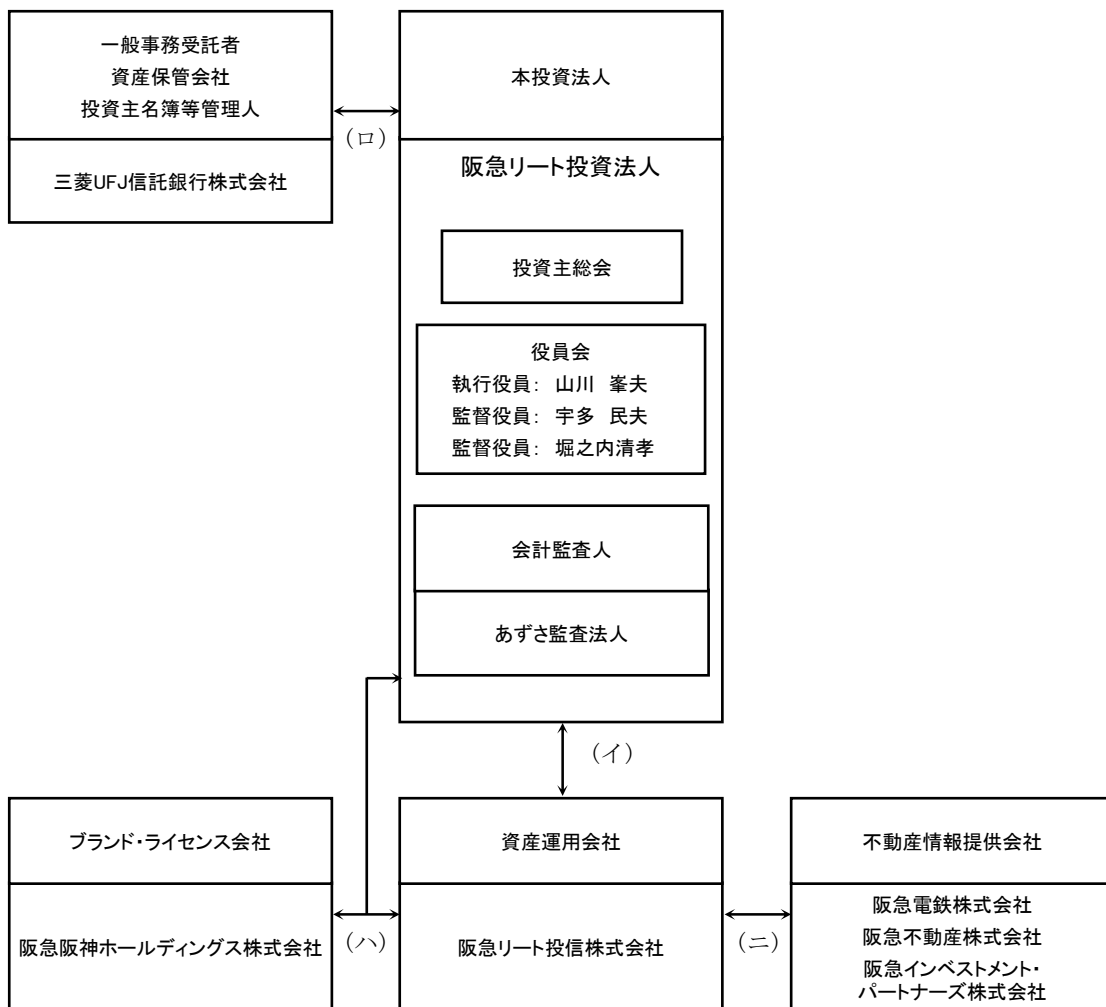 一般事務受託者
資産保管会社
投資主名簿等管理人
三菱UFJ信託銀行株式会社
(ロ)
本投資法人
阪急リート投資法人
投資主総会
役員会
執行役員: 山川 峯夫
監督役員: 宇多 民夫
監督役員: 堀之内清孝
会計監査人
あずさ監査法人
(イ)
ブランド・ライセンス会社
阪急阪神ホールディングス株式会社
(ハ)
資産運用会社
阪急リート投信株式会社
(ニ)
不動産情報提供会社
阪急電鉄株式会社
阪急不動産株式会社
阪急インベストメント・
パートナーズ株式会社